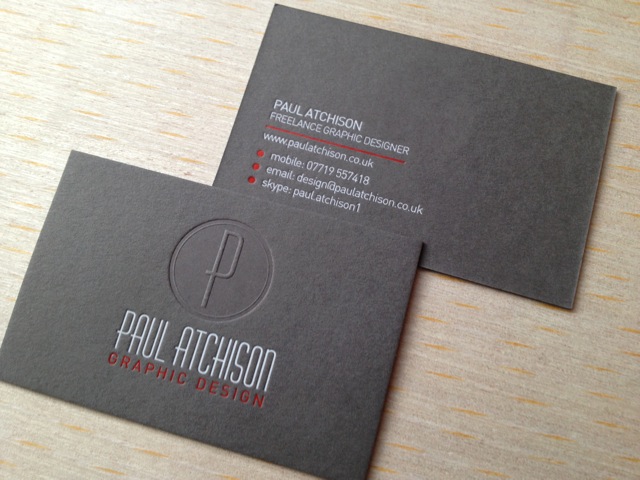 PAUL ATCHISON
FREELANCE GRAPHIC DESIGNER
www.paulatchison.co.uk
mobile: 07719 557418
email: design@paulatchison.co.uk
skype: paul.atchison1
P
PAUL ATCHISON
GRAPHIC DESIGN